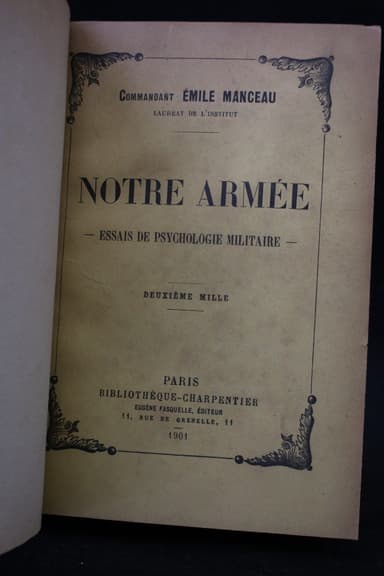 COMMANDANT ÉMILE MANCEAU
LAURÉAT DE L'INSTITUT
NOTRE ARMÉE
— ESSAIS DE PSYCHOLOGIE MILITAIRE —
DEUXIÈME MILLE
PARIS
BIBLIOTHÈQUE-CHARPENTIER
EUGÈNE FASQUELLE, ÉDITEUR
11, RUE DE GRENELLE, 11
1901